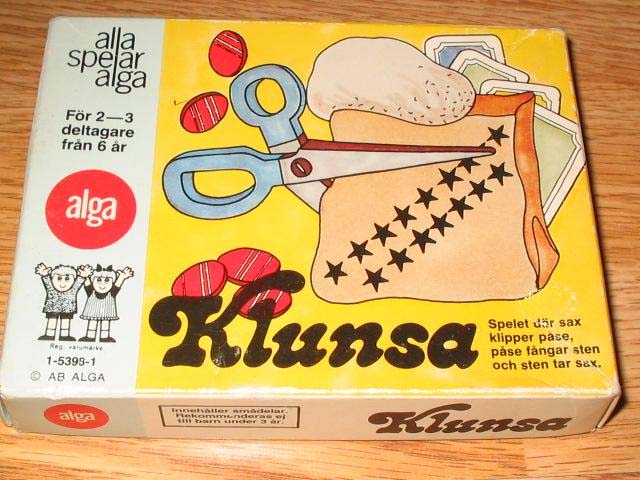 alla
spelar
alga
För 2—3
deltagare
från 6 år
alga
Reg. varumärke
1-5398-1
© AB ALGA
Klunsa
Spelet där sax
klipper påse,
påse fångar sten
och sten tar sax.
alga
Innehåller smådelar.
Rekommenderas ej
till barn under 3 år.
Klunsa